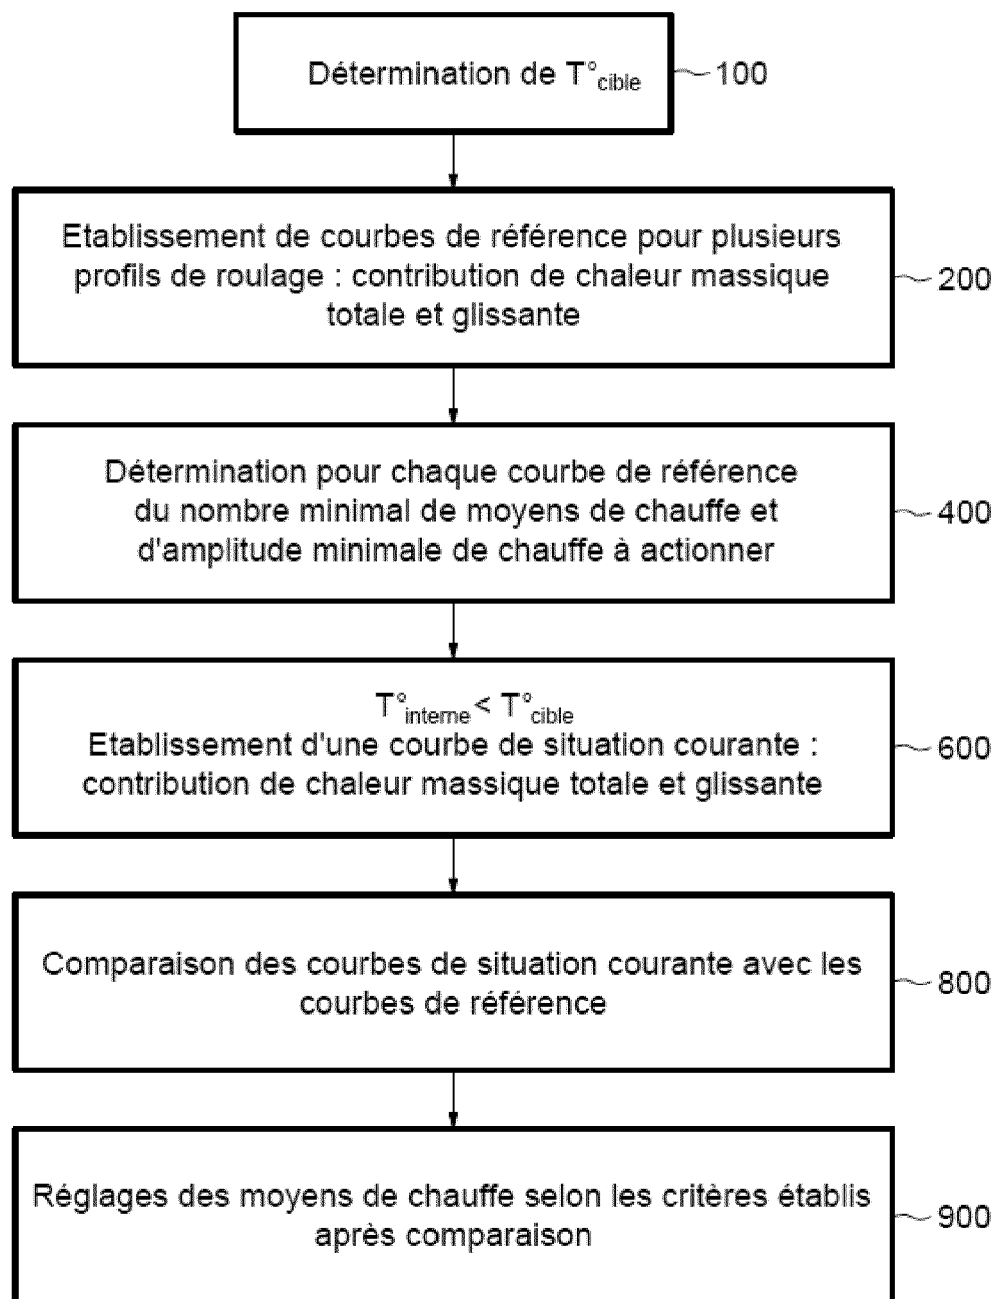 Détermination de T°cible
100
Etablissement de courbes de référence pour plusieurs
profils de roulage : contribution de chaleur massique
totale et glissante
200
Détermination pour chaque courbe de référence
du nombre minimal de moyens de chauffe et
d'amplitude minimale de chauffe à actionner
400
T°interne < T°cible
Etablissement d'une courbe de situation courante :
contribution de chaleur massique totale et glissante
600
Comparaison des courbes de situation courante avec les
courbes de référence
800
Réglages des moyens de chauffe selon les critères établis
après comparaison
900